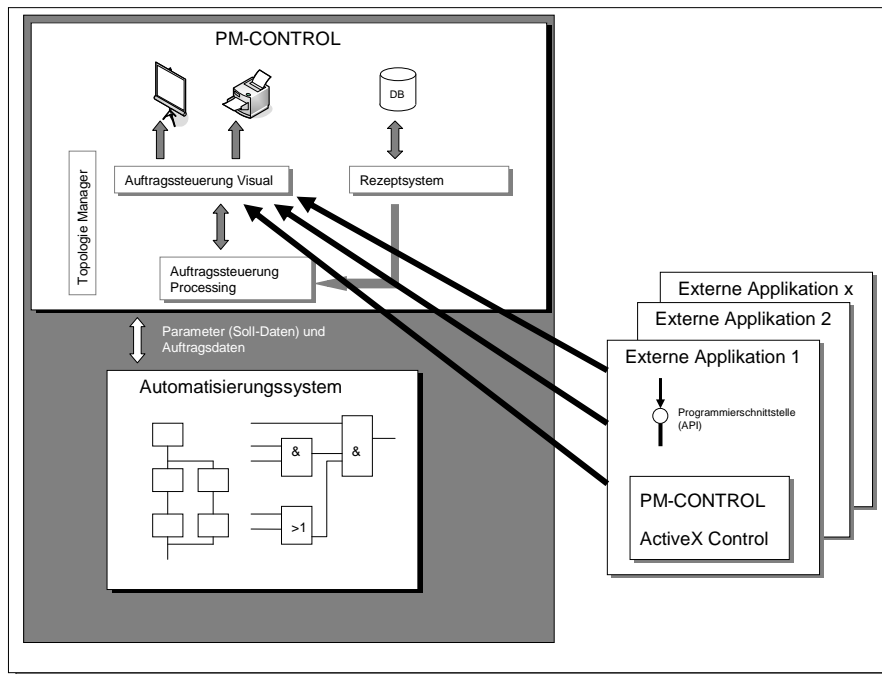 PM-CONTROL
DB
Topologie Manager
Auftragssteuerung Visual
Rezeptsystem
Auftragssteuerung
Processing
Parameter (Soll-Daten) und
Auftragsdaten
Automatisierungssystem
&
&
>1
Externe Applikation x
Externe Applikation 2
Externe Applikation 1
Programmierschnittstelle
(API)
PM-CONTROL
ActiveX Control